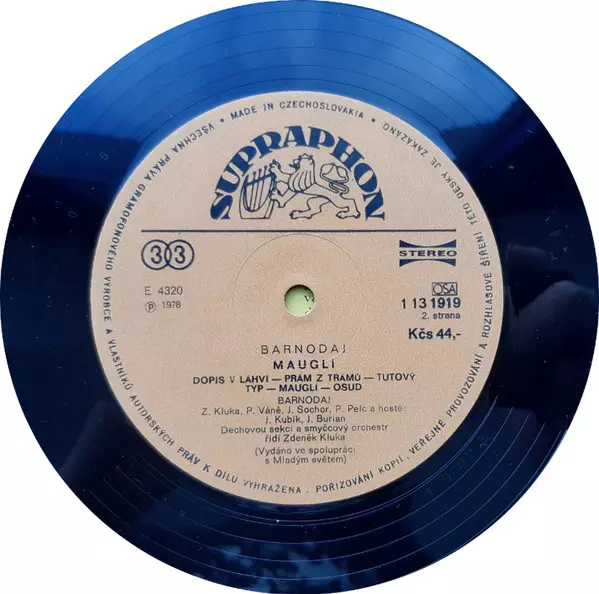 VŠECHNA PRÁVA GRAMOFONOVÉHO VÝROBCE A VLASTNÍKŮ AUTORSKÝCH PRÁV K DÍLU VYHRAŽENA. POŘIZOVÁNÍ KOPIÍ, VEŘEJNÉ PROVOZOVÁNÍ A ROZHLASOVÉ ŠÍŘENÍ TÉTO DESKY JE ZAKÁZÁNO
MADE IN CZECHOSLOVAKIA
SUPRAPHON
33
STEREO
E 4320
Ⓟ 1978
OSA
1 13 1919
2. strana
Kčs 44,-
BARNODAJ
MAUGLÍ
DOPIS V LÁHVI — PRÁM Z TRÁMŮ — TUTOVÝ
TYP — MAUGLÍ — OSUD
BARNODAJ
Z. Kluka, P. Váně, J. Sochor, P. Pelc a hosté:
J. Kubík, J. Burian
Dechovou sekci a smyčcový orchestr
řídí Zdeněk Kluka
(Vydáno ve spolupráci
s Mladým světem)